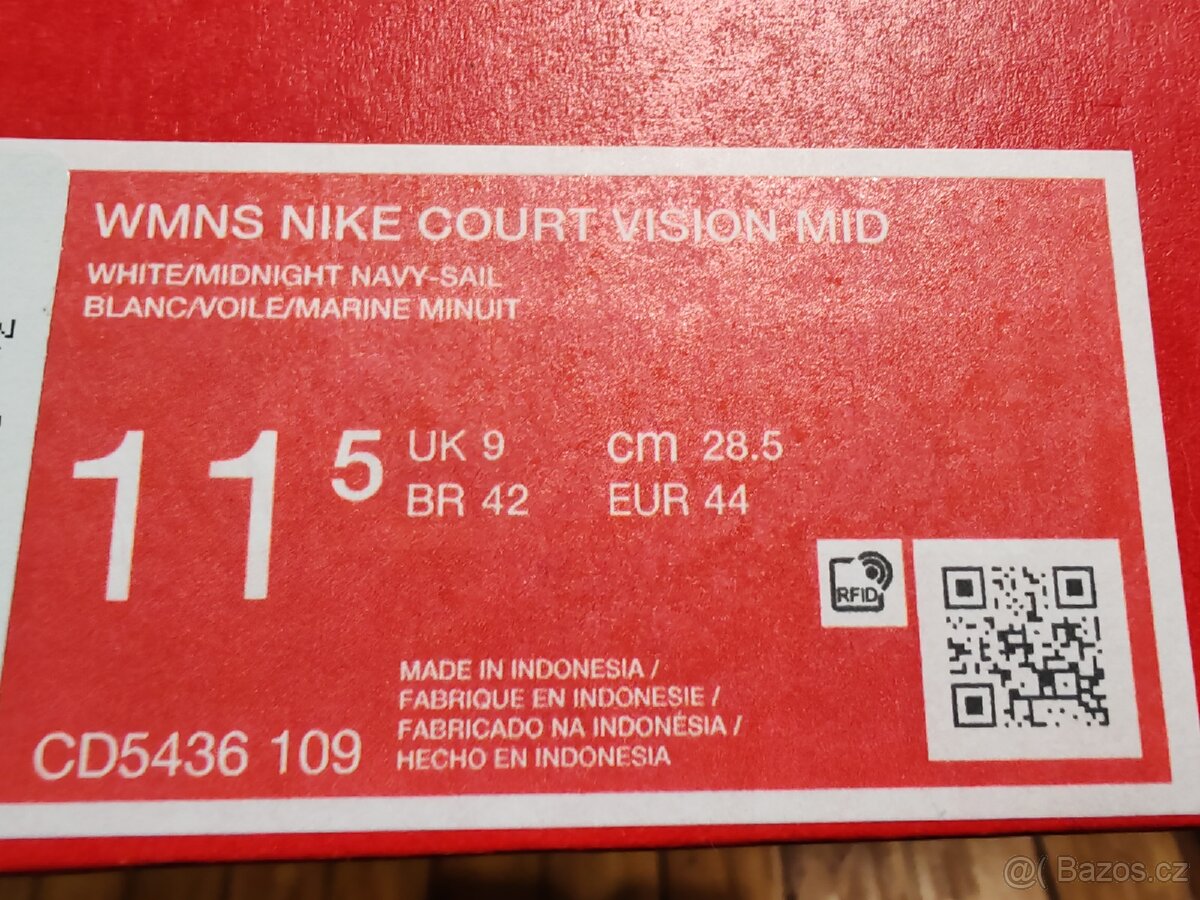 WMNS NIKE COURT VISION MID
WHITE/MIDNIGHT NAVY-SAIL
BLANC/VOILE/MARINE MINUIT
11 5
UK 9 cm 28.5
BR 42 EUR 44
RFID
MADE IN INDONESIA /
FABRIQUE EN INDONESIE /
FABRICADO NA INDONÉSIA /
HECHO EN INDONESIA
CD5436 109
@( Bazos.cz